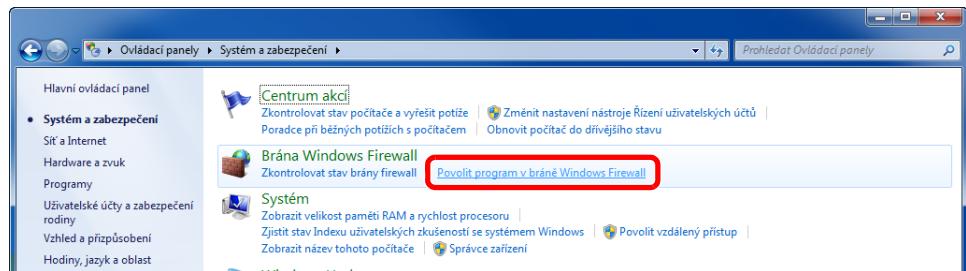 Ovládací panely ▸ Systém a zabezpečení ▸
Prohledat Ovládací panely
Hlavní ovládací panel
Systém a zabezpečení
Síť a Internet
Hardware a zvuk
Programy
Uživatelské účty a zabezpečení
rodiny
Vzhled a přizpůsobení
Hodiny, jazyk a oblast
Centrum akcí
Zkontrolovat stav počítače a vyřešit potíže | Změnit nastavení nástroje Řízení uživatelských účtů
Poradce při běžných potížích s počítačem | Obnovit počítač do dřívějšího stavu
Brána Windows Firewall
Zkontrolovat stav brány firewall | Povolit program v bráně Windows Firewall
Systém
Zobrazit velikost paměti RAM a rychlost procesoru
Zjistit stav Indexu uživatelských zkušeností se systémem Windows | Povolit vzdálený přístup
Zobrazit název tohoto počítače | Správce zařízení